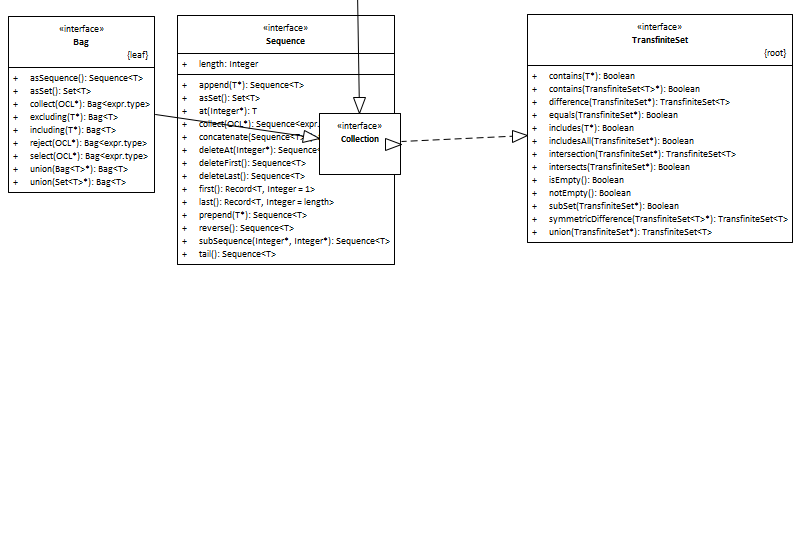 «interface»
Bag
{leaf}
+ asSequence(): Sequence<T>
+ asSet(): Set<T>
+ collect(OCL*): Bag<expr.type>
+ excluding(T*): Bag<T>
+ including(T*): Bag<T>
+ reject(OCL*): Bag<expr.type>
+ select(OCL*): Bag<expr.type>
+ union(Bag<T>*): Bag<T>
+ union(Set<T>*): Bag<T>
«interface»
Sequence
+ length: Integer
+ append(T*): Sequence<T>
+ asSet(): Set<T>
+ at(Integer*): T
+ collect(OCL*): Sequence<expr.
+ concatenate(Sequence<T>
+ deleteAt(Integer*): Sequence<
+ deleteFirst(): Sequence<T>
+ deleteLast(): Sequence<T>
+ first(): Record<T, Integer = 1>
+ last(): Record<T, Integer = length>
+ prepend(T*): Sequence<T>
+ reverse(): Sequence<T>
+ subSequence(Integer*, Integer*): Sequence<T>
+ tail(): Sequence<T>
«interface»
Collection
«interface»
TransfiniteSet
{root}
+ contains(T*): Boolean
+ contains(TransfiniteSet<T>*): Boolean
+ difference(TransfiniteSet*): TransfiniteSet<T>
+ equals(TransfiniteSet*): Boolean
+ includes(T*): Boolean
+ includesAll(TransfiniteSet*): Boolean
+ intersection(TransfiniteSet*): TransfiniteSet<T>
+ intersects(TransfiniteSet*): Boolean
+ isEmpty(): Boolean
+ notEmpty(): Boolean
+ subSet(TransfiniteSet*): Boolean
+ symmetricDifference(TransfiniteSet<T>*): TransfiniteSet<T>
+ union(TransfiniteSet*): TransfiniteSet<T>